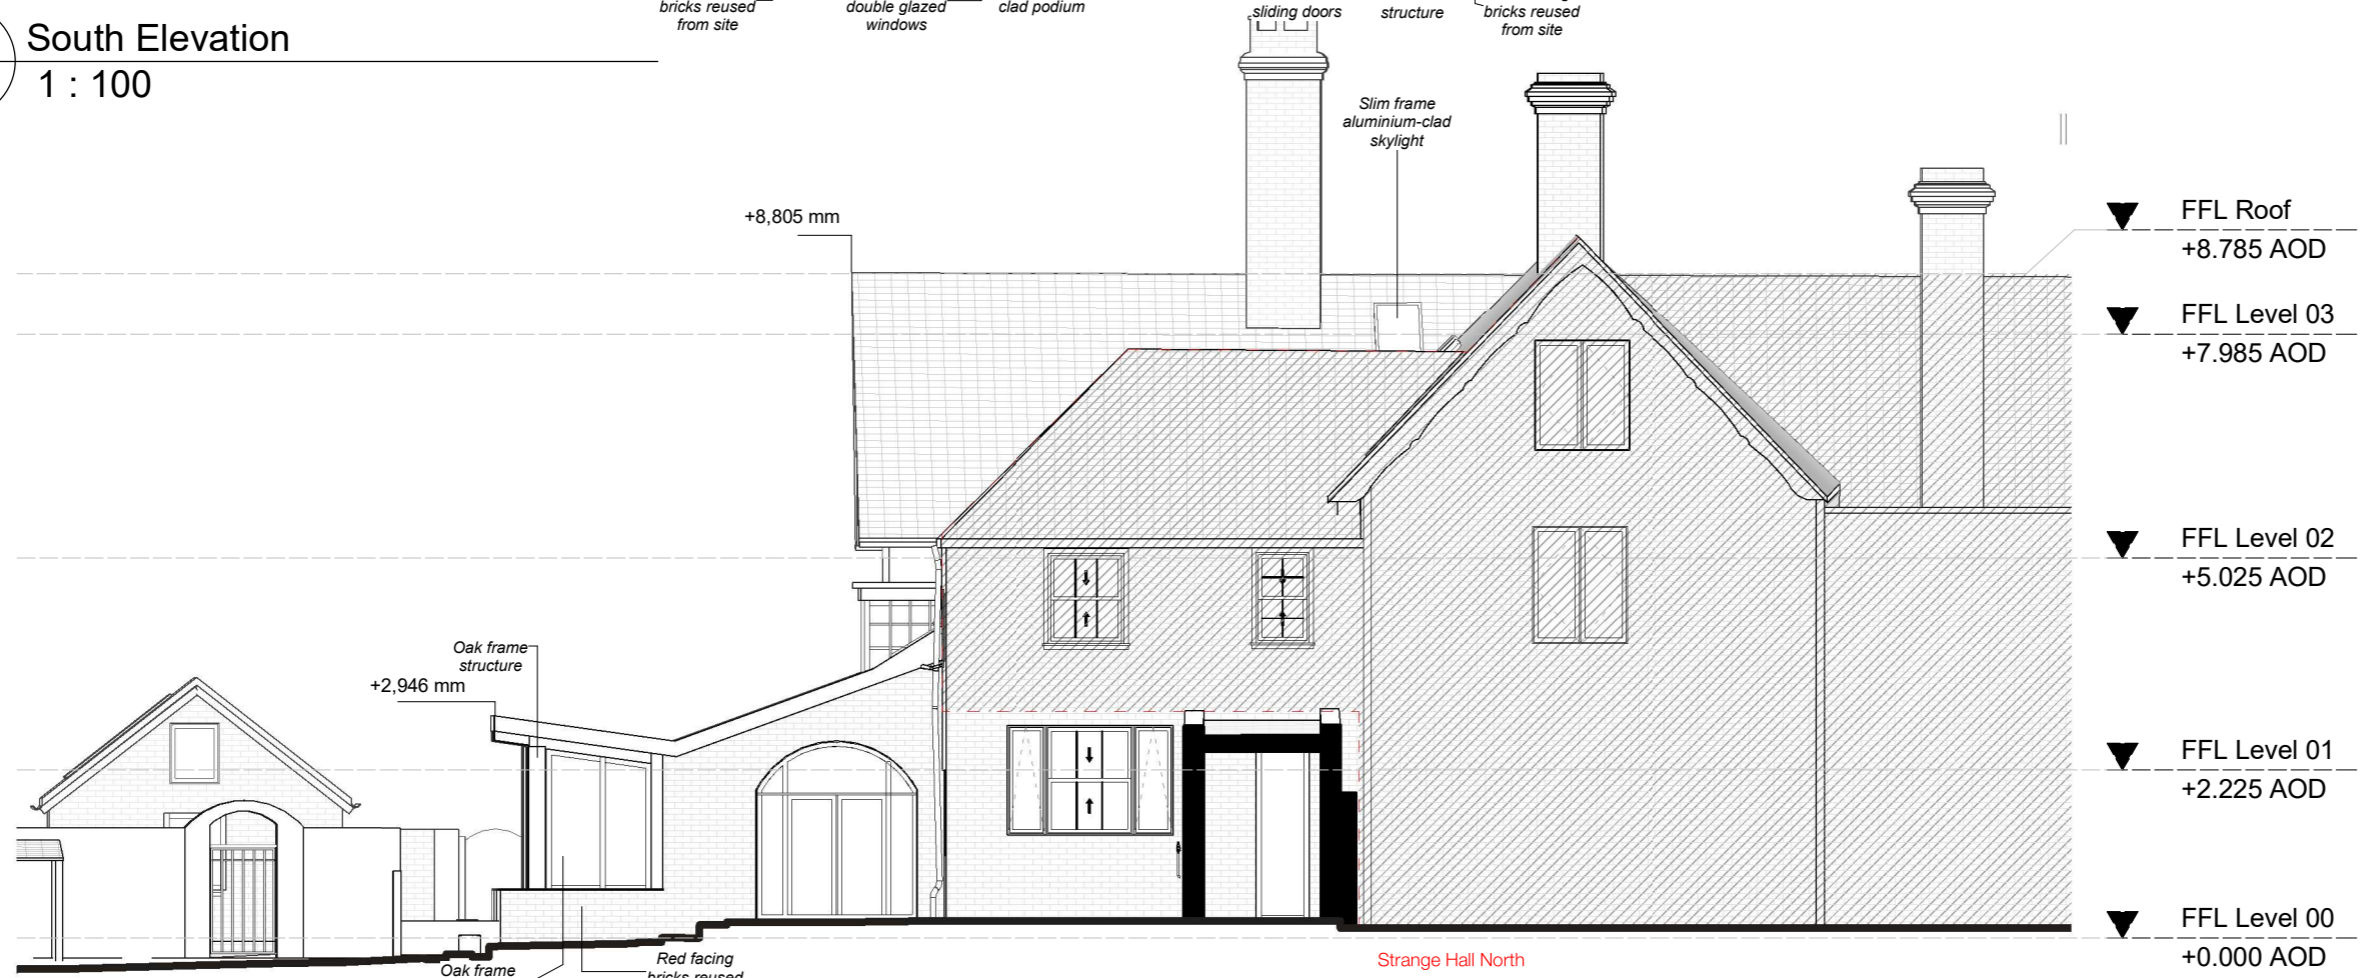 bricks reused
from site
double glazed
windows
clad podium
sliding doors
structure
bricks reused
from site
South Elevation
1 : 100
Slim frame
aluminium-clad
skylight
+8,805 mm
FFL Roof
+8.785 AOD
FFL Level 03
+7.985 AOD
FFL Level 02
+5.025 AOD
Oak frame
structure
+2,946 mm
FFL Level 01
+2.225 AOD
FFL Level 00
+0.000 AOD
Oak frame
Red facing
bricks reused
Strange Hall North